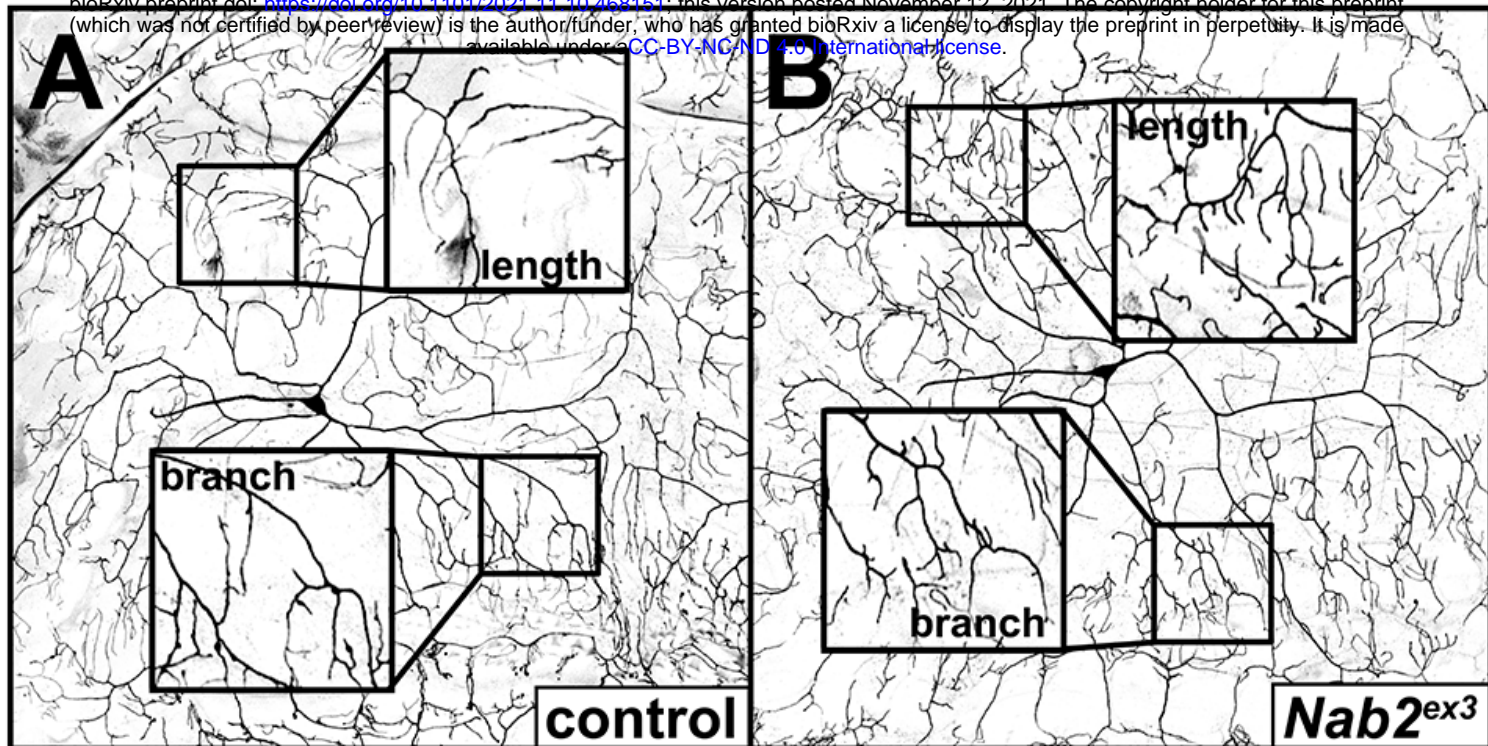 bioRxiv preprint doi: https://doi.org/10.1101/2021.11.10.468151; this version posted November 12, 2021. The copyright holder for this preprint
(which was not certified by peer review) is the author/funder, who has granted bioRxiv a license to display the preprint in perpetuity. It is made
available under aCC-BY-NC-ND 4.0 International license.
A
B
length
length
branch
branch
control
Nab2ex3